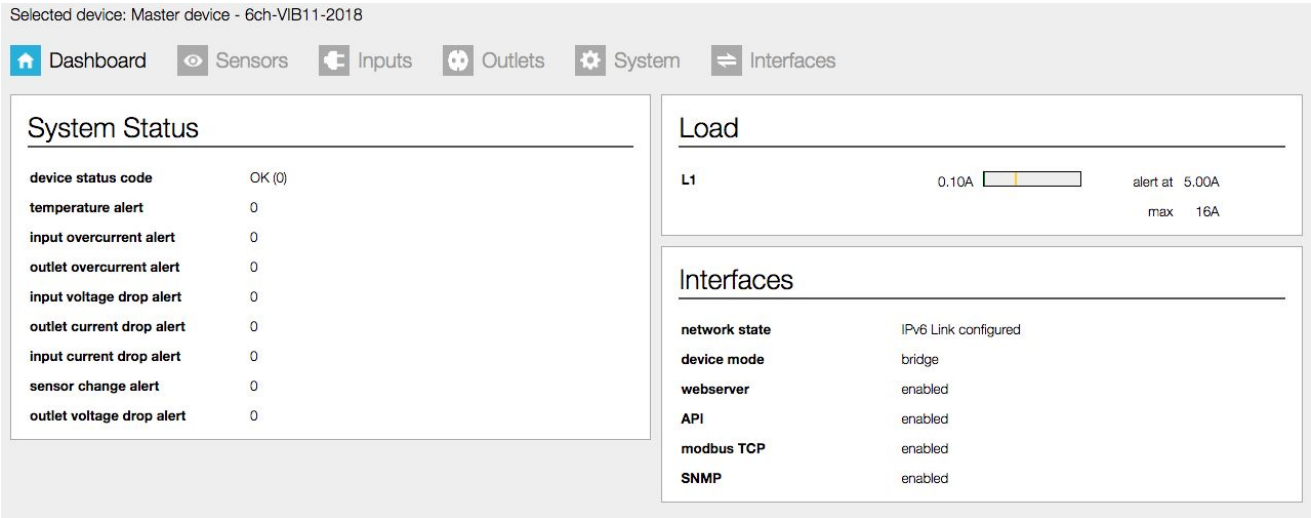 Selected device: Master device - 6ch-VIB11-2018
Dashboard Sensors Inputs Outlets System Interfaces
System Status
device status code OK (0)
temperature alert 0
input overcurrent alert 0
outlet overcurrent alert 0
input voltage drop alert 0
outlet current drop alert 0
input current drop alert 0
sensor change alert 0
outlet voltage drop alert 0
Load
L1 0.10A alert at 5.00A
max 16A
Interfaces
network state IPv6 Link configured
device mode bridge
webserver enabled
API enabled
modbus TCP enabled
SNMP enabled